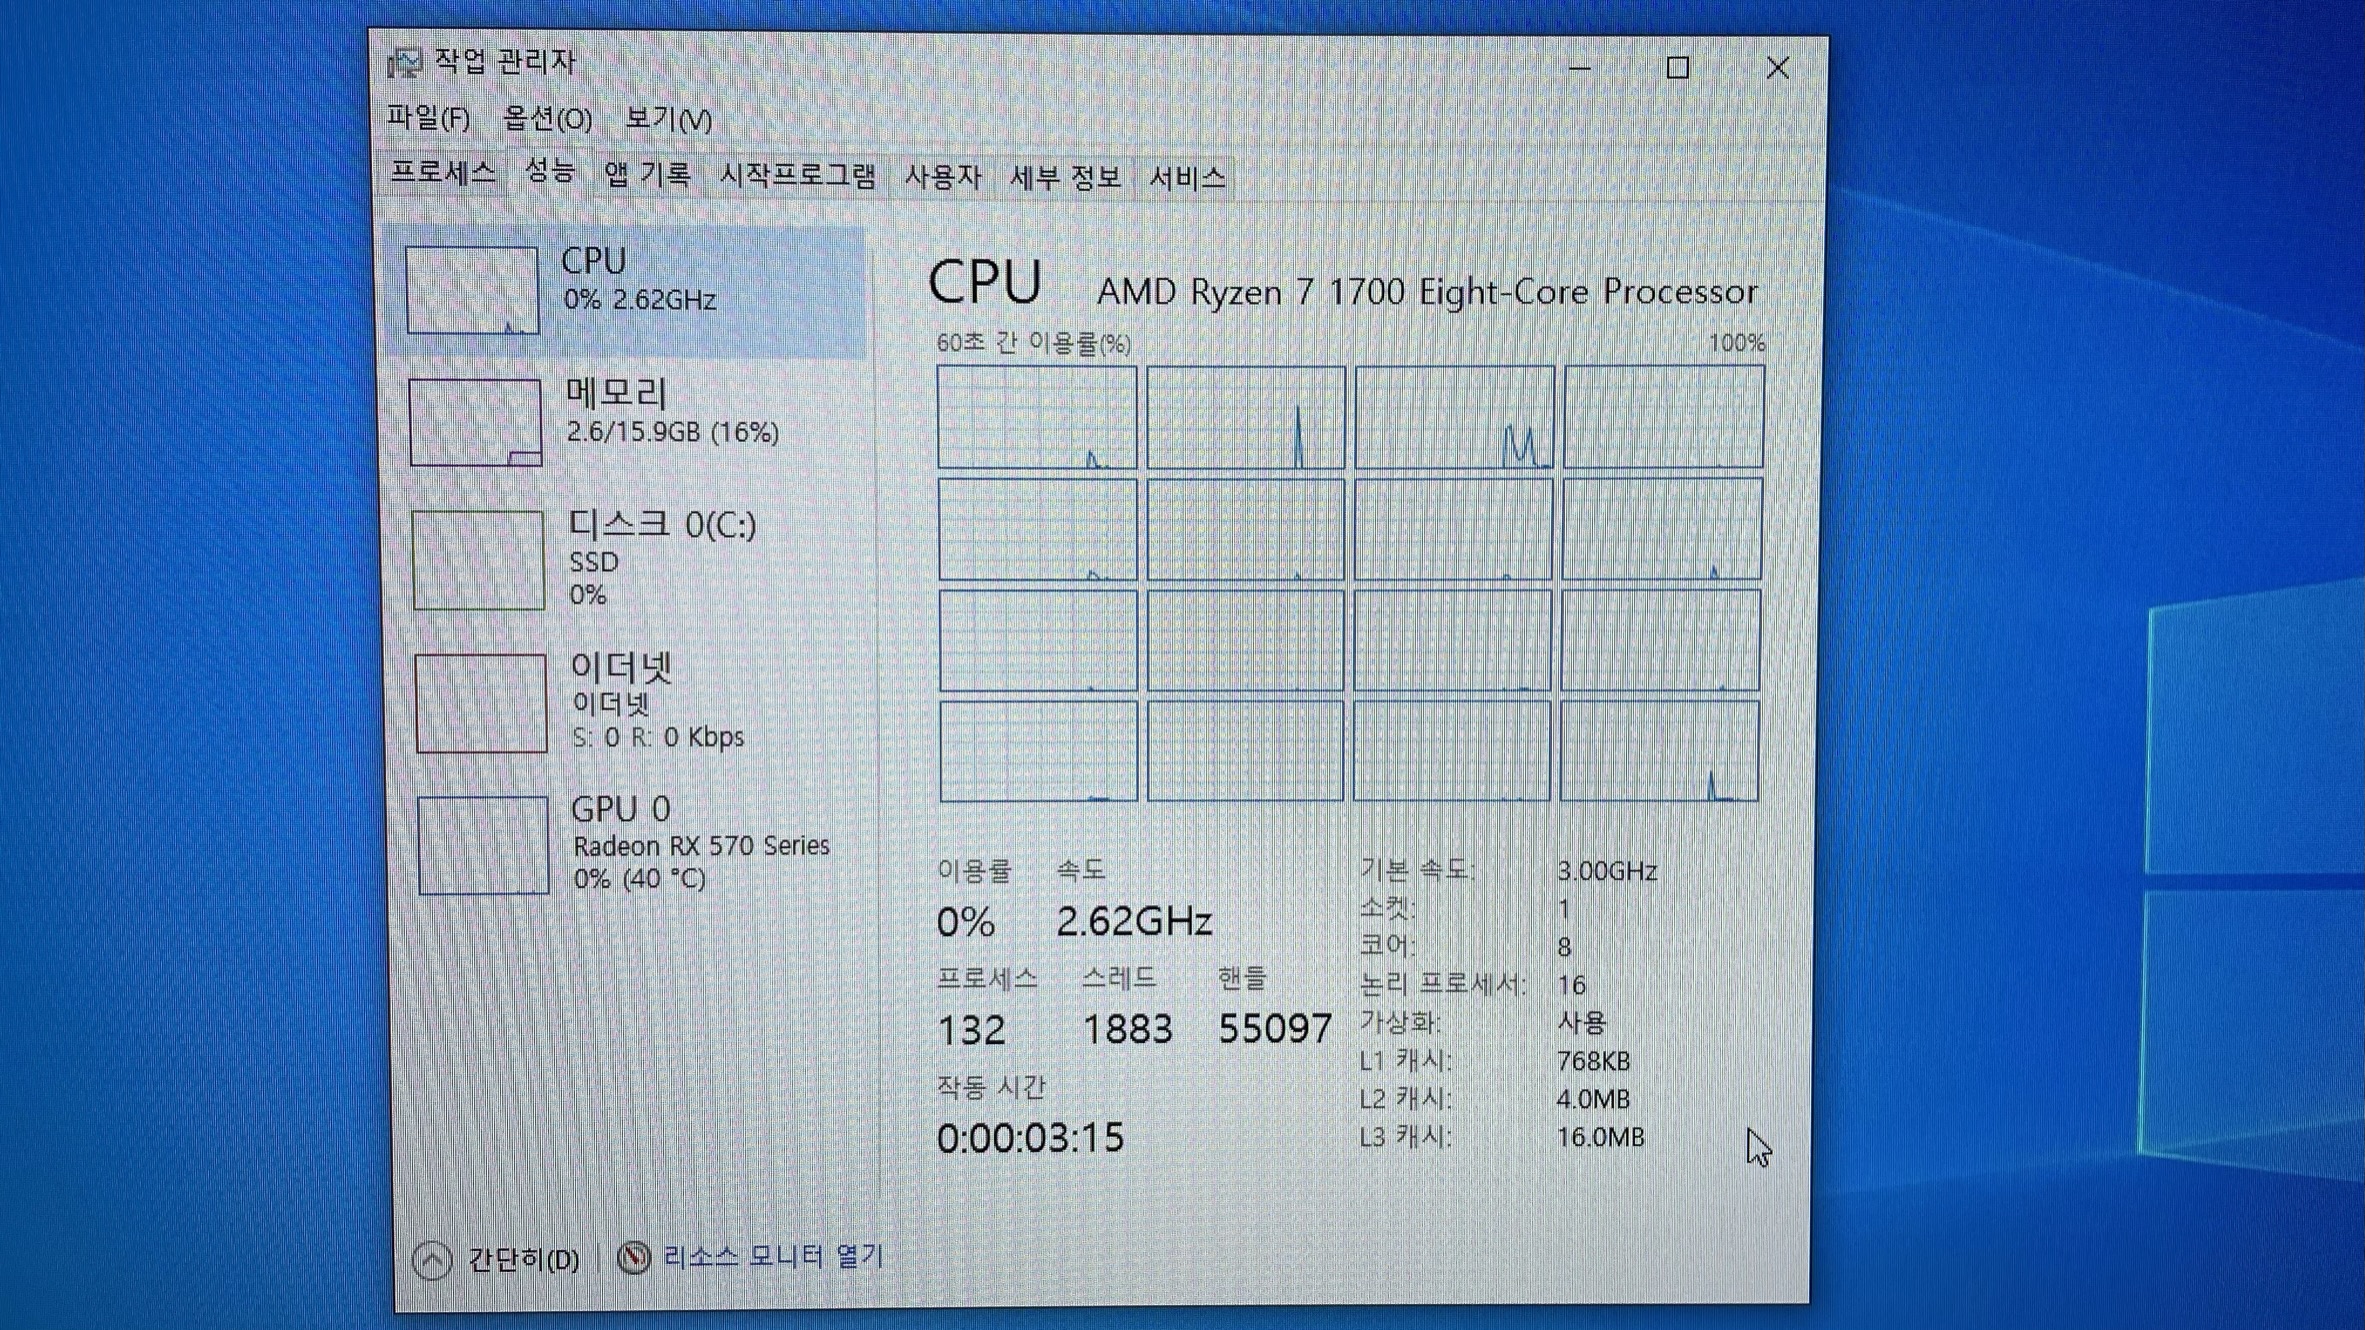 작업 관리자
파일(F) 옵션(O) 보기(V)
프로세스 성능 앱 기록 시작프로그램 사용자 세부 정보 서비스
CPU
0% 2.62GHz
메모리
2.6/15.9GB (16%)
디스크 0(C:)
SSD
0%
이더넷
이더넷
S: 0 R: 0 Kbps
GPU 0
Radeon RX 570 Series
0% (40 °C)
CPU AMD Ryzen 7 1700 Eight-Core Processor
60초 간 이용률(%) 100%
이용률 속도
0% 2.62GHz
프로세스 스레드 핸들
132 1883 55097
작동 시간
0:00:03:15
기본 속도: 3.00GHz
소켓: 1
코어: 8
논리 프로세서: 16
가상화: 사용
L1 캐시: 768KB
L2 캐시: 4.0MB
L3 캐시: 16.0MB
간단히(D) 리소스 모니터 열기